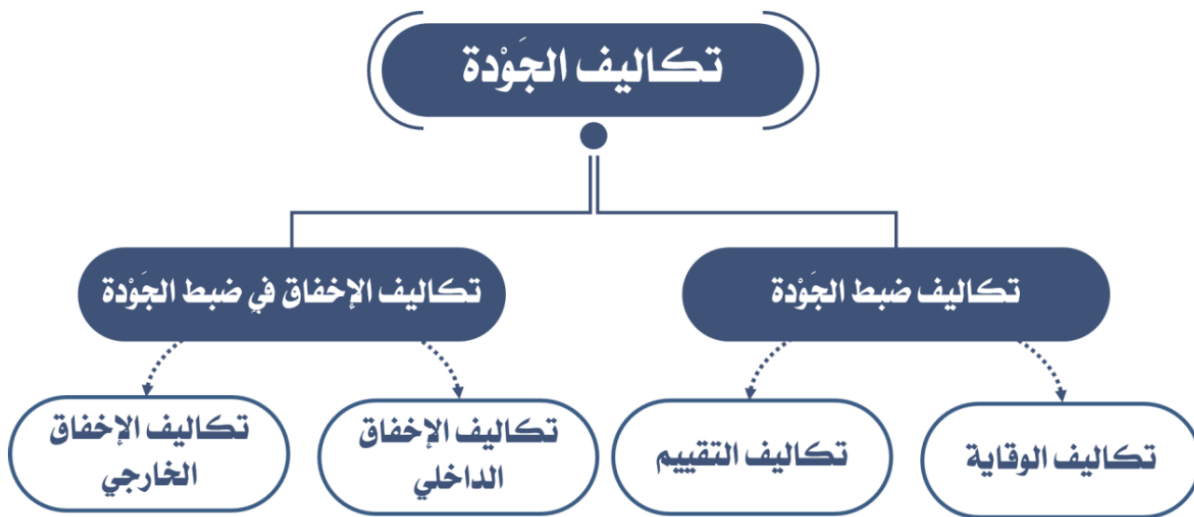 تكاليف الجَوْدة
تكاليف ضبط الجَوْدة
تكاليف الإخفاق في ضبط الجَوْدة
تكاليف الوقاية
تكاليف التقييم
تكاليف الإخفاق
الداخلي
تكاليف الإخفاق
الخارجي